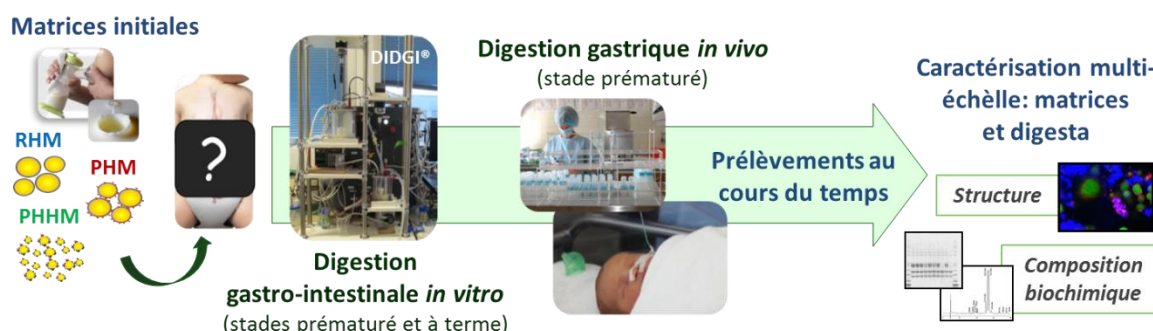 Matrices initiales
RHM
PHM
PHHM
?
DIDGI®
Digestion
gastro-intestinale in vitro
(stades prématuré et à terme)
Digestion gastrique in vivo
(stade prématuré)
Prélèvements au
cours du temps
Caractérisation multi-
échelle: matrices
et digesta
Structure
Composition
biochimique